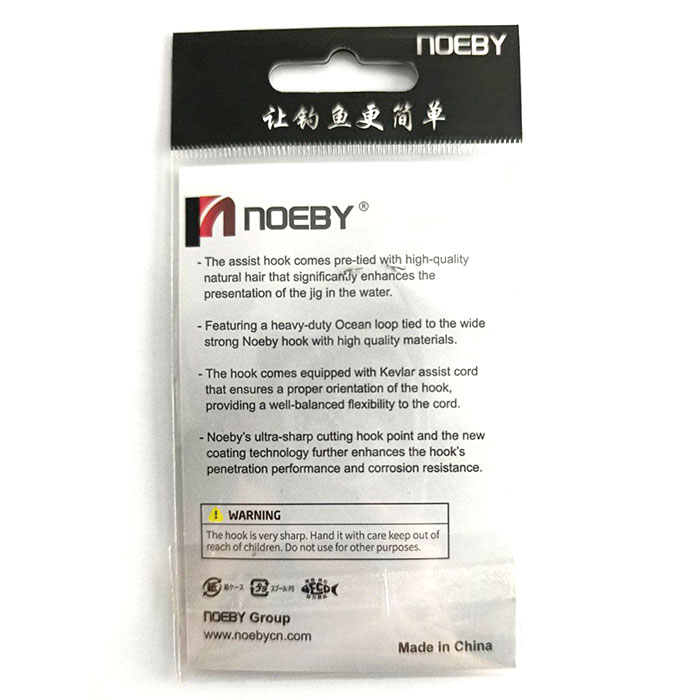 NOEBY
让钓鱼更简单
NOEBY®
- The assist hook comes pre-tied with high-quality
natural hair that significantly enhances the
presentation of the jig in the water.
- Featuring a heavy-duty Ocean loop tied to the wide
strong Noeby hook with high quality materials.
- The hook comes equipped with Kevlar assist cord
that ensures a proper orientation of the hook,
providing a well-balanced flexibility to the cord.
- Noeby's ultra-sharp cutting hook point and the new
coating technology further enhances the hook's
penetration performance and corrosion resistance.
WARNING
The hook is very sharp. Hand it with care keep out of
reach of children. Do not use for other purposes.
紙ケース
NOEBY Group
www.noebycn.com
Made in China